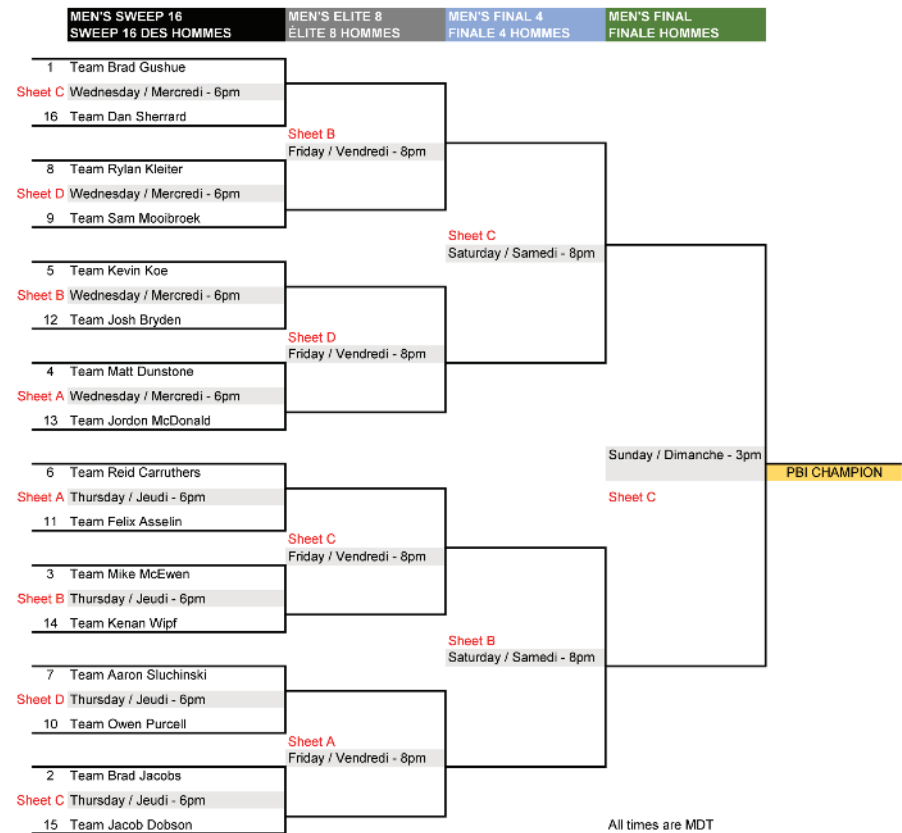 MEN'S SWEEP 16
SWEEP 16 DES HOMMES
MEN'S ELITE 8
ÉLITE 8 HOMMES
MEN'S FINAL 4
FINALE 4 HOMMES
MEN'S FINAL
FINALE HOMMES
1 Team Brad Gushue
Sheet C Wednesday / Mercredi - 6pm
16 Team Dan Sherrard
Sheet B
Friday / Vendredi - 8pm
8 Team Rylan Kleiter
Sheet D Wednesday / Mercredi - 6pm
9 Team Sam Mooibroek
Sheet C
Saturday / Samedi - 8pm
5 Team Kevin Koe
Sheet B Wednesday / Mercredi - 6pm
12 Team Josh Bryden
Sheet D
Friday / Vendredi - 8pm
4 Team Matt Dunstone
Sheet A Wednesday / Mercredi - 6pm
13 Team Jordon McDonald
Sunday / Dimanche - 3pm
PBI CHAMPION
Sheet C
6 Team Reid Carruthers
Sheet A Thursday / Jeudi - 6pm
11 Team Felix Asselin
Sheet C
Friday / Vendredi - 8pm
3 Team Mike McEwen
Sheet B Thursday / Jeudi - 6pm
14 Team Kenan Wipf
Sheet B
Saturday / Samedi - 8pm
7 Team Aaron Sluchinski
Sheet D Thursday / Jeudi - 6pm
10 Team Owen Purcell
Sheet A
Friday / Vendredi - 8pm
2 Team Brad Jacobs
Sheet C Thursday / Jeudi - 6pm
15 Team Jacob Dobson
All times are MDT